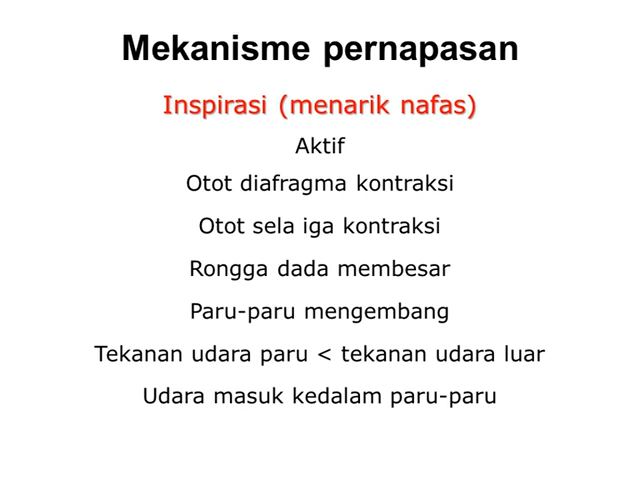 Mekanisme pernapasan
Inspirasi (menarik nafas)
Aktif
Otot diafragma kontraksi
Otot sela iga kontraksi
Rongga dada membesar
Paru-paru mengembang
Tekanan udara paru < tekanan udara luar
Udara masuk kedalam paru-paru